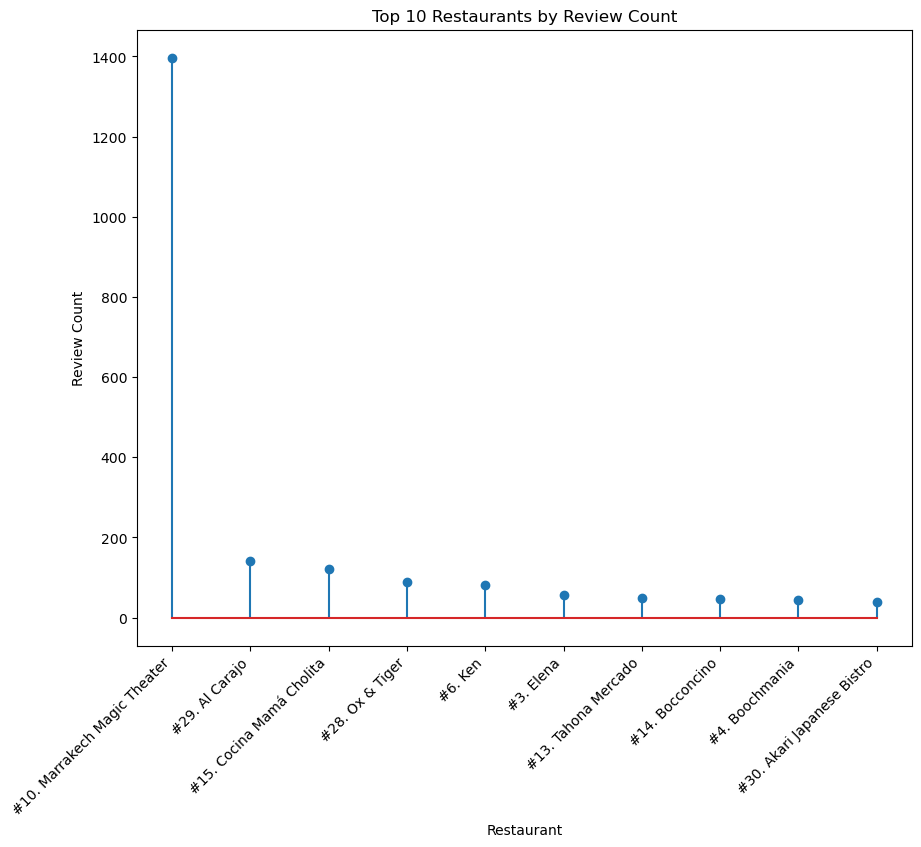 Top 10 Restaurants by Review Count
Review Count
1400
1200
1000
800
600
400
200
0
#10. Marrakech Magic Theater
#29. Al Carajo
#15. Cocina Mamá Cholita
#28. Ox & Tiger
#6. Ken
#3. Elena
#13. Tahona Mercado
#14. Bocconcino
#4. Boochmania
#30. Akari Japanese Bistro
Restaurant